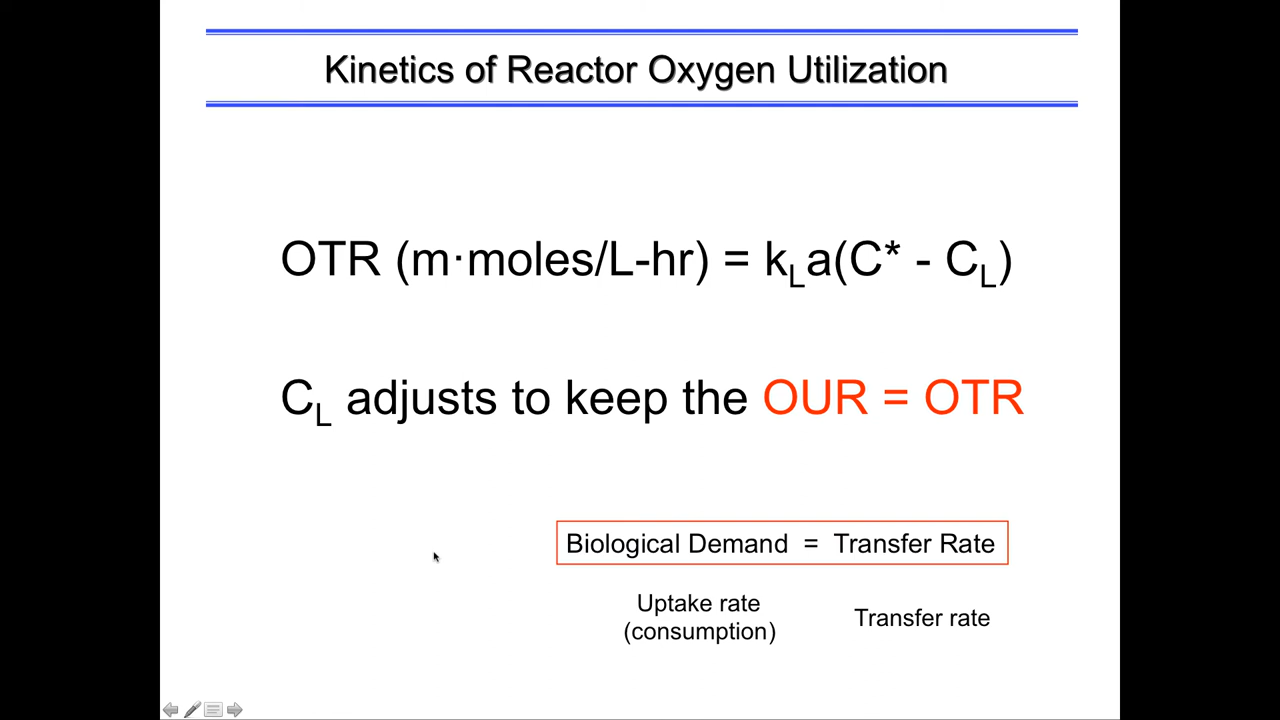 Kinetics of Reactor Oxygen Utilization
OTR (m·moles/L-hr) = kLa(C* - CL)
CL adjusts to keep the OUR = OTR
Biological Demand = Transfer Rate
Uptake rate
(consumption)
Transfer rate